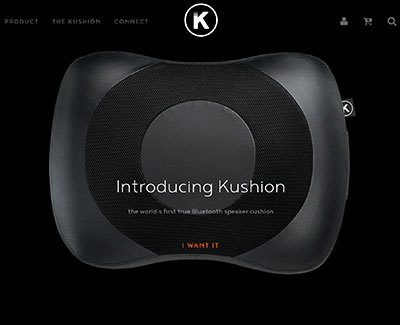 K
PRODUCT THE KUSHION CONNECT
K
Introducing Kushion
the world's first true Bluetooth speaker cushion
I WANT IT